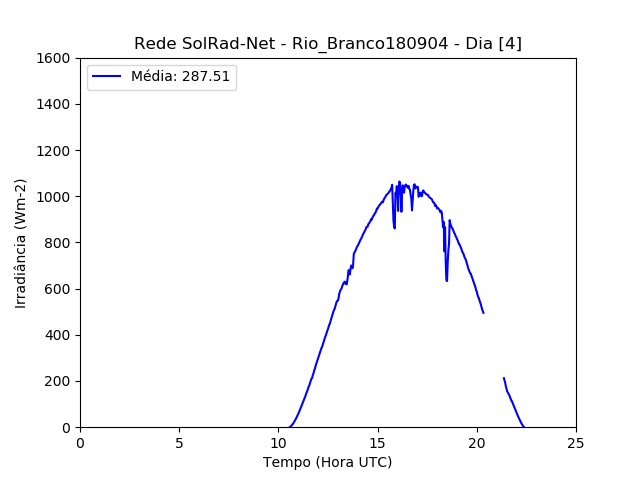 Rede SolRad-Net - Rio_Branco180904 - Dia [4]
Média: 287.51
Irradiância (Wm-2)
1600
1400
1200
1000
800
600
400
200
0
0 5 10 15 20 25
Tempo (Hora UTC)